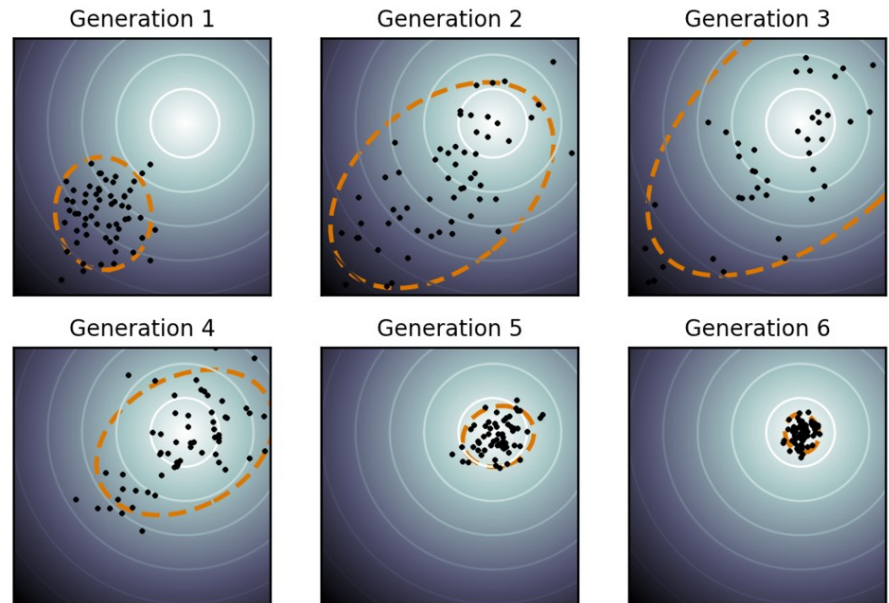 Generation 1
Generation 2
Generation 3
Generation 4
Generation 5
Generation 6